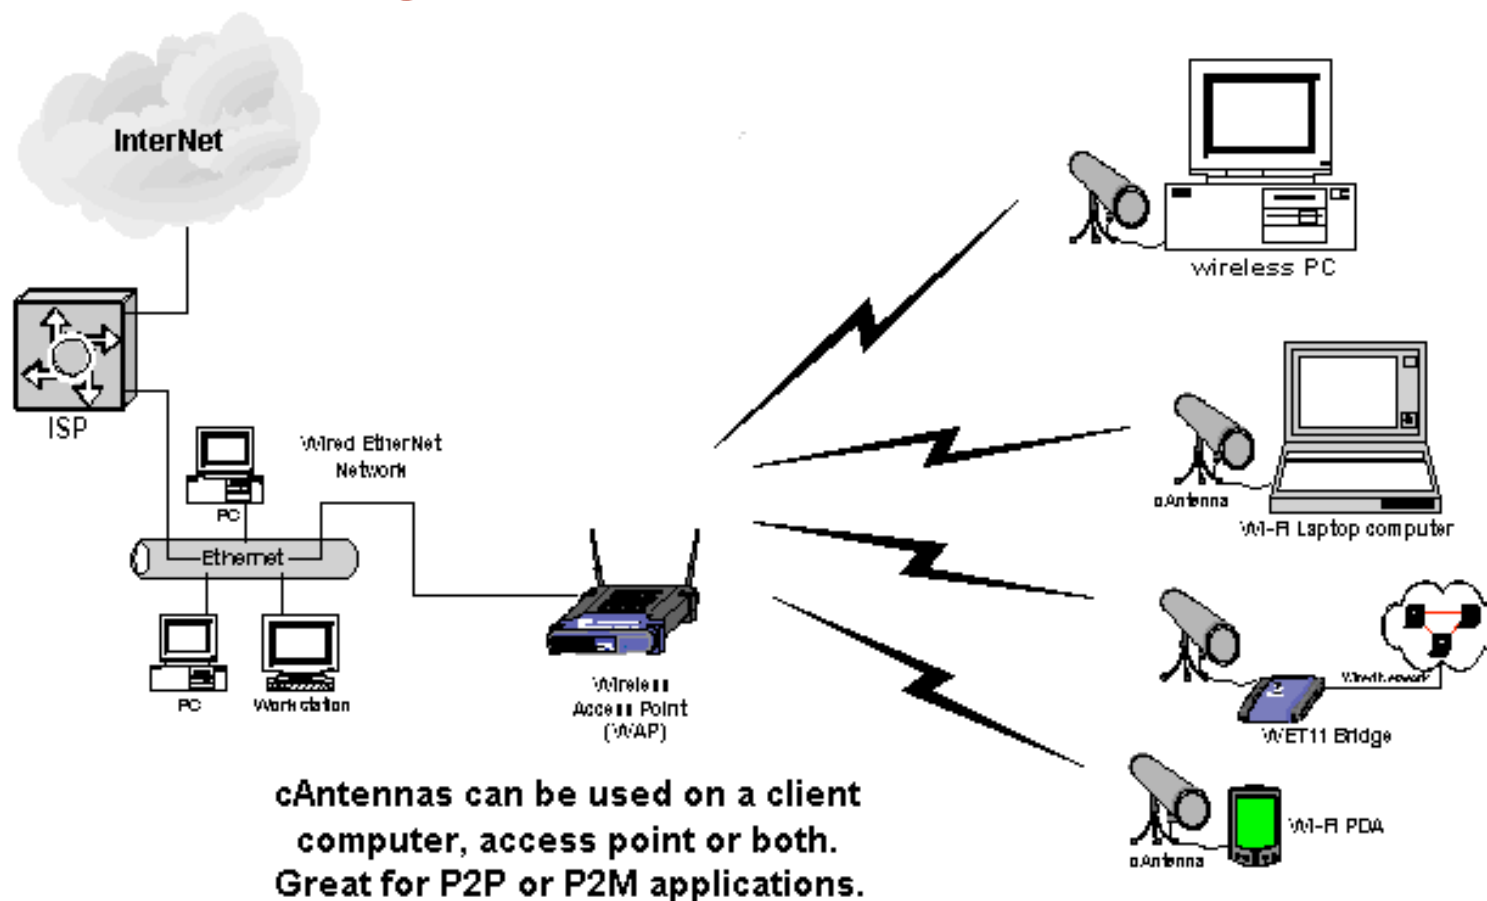 InterNet
wireless PC
ISP
Wired EtherNet
Network
PC
cAntenna
Wi-Fi Laptop computer
Ethernet
PC
Workstation
Wireless
Access Point
(WAP)
Wired Network
WET11 Bridge
cAntennas can be used on a client
computer, access point or both.
Great for P2P or P2M applications.
Wi-Fi PDA
cAntenna